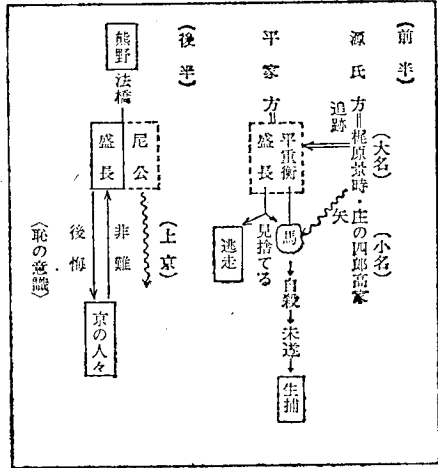 〈前半〉
源氏方＝梶原景時・庄の四郎高家
（大名）
（小名）
追跡
矢
平家方＝
平重衡
盛長
馬→自殺→未遂→生捕
見捨てる
逃走
〈後半〉
熊野法橋
尼公
盛長
（上京）
非難
後悔
京の人々
〈恥の意識〉